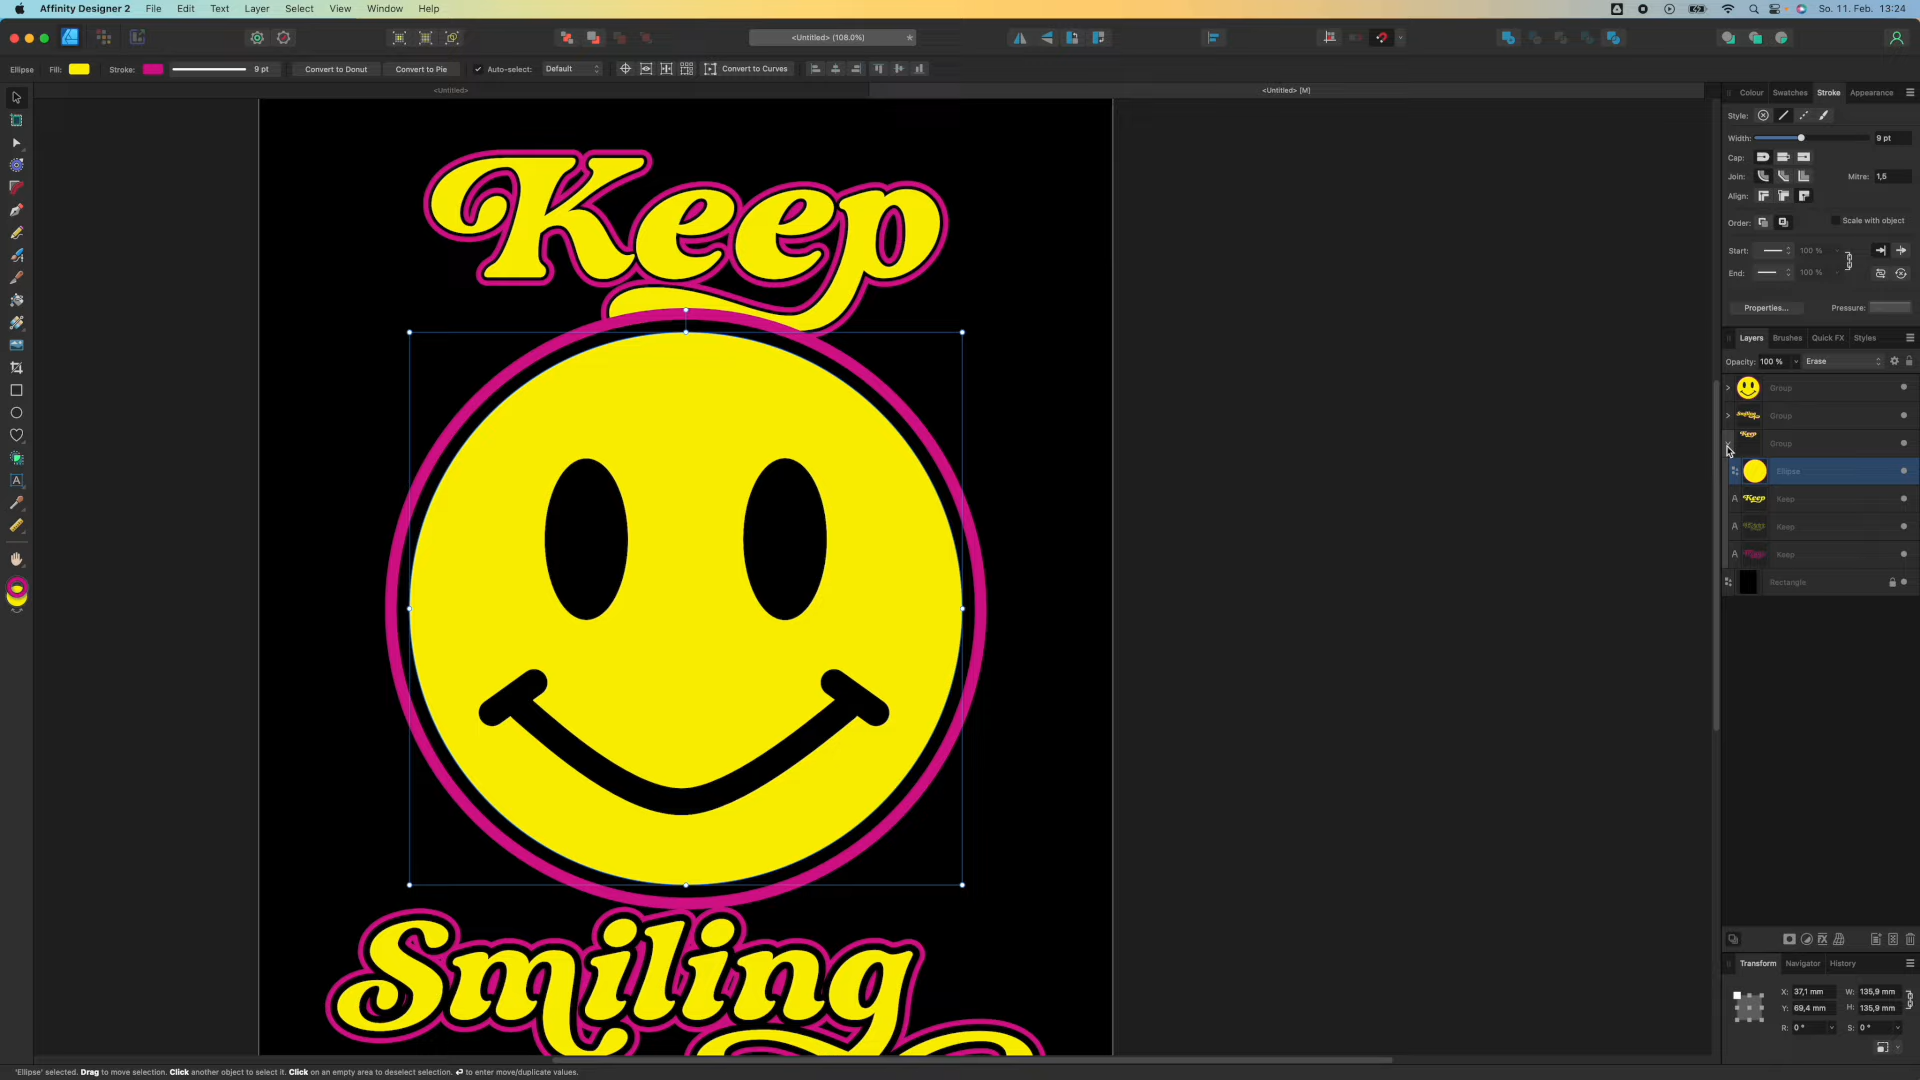 Affinity Designer 2 File Edit Text Layer Select View Window Help So. 11. Feb. 13:24
<Untitled> (108.0%)
Ellipse Fill: Stroke: 9 pt Convert to Donut Convert to Pie Auto-select: Default Convert to Curves
<Untitled> <Untitled> [M]
Colour Swatches Stroke Appearance
Style:
Width: 9 pt
Cap:
Join: Mitre: 1,5
Align:
Order: Scale with object
Start: 100 %
End: 100 %
Properties... Pressure:
Layers Brushes Quick FX Styles
Opacity: 100 % Erase
Group
Group
Group
Ellipse
Keep
Keep
Keep
Rectangle
Keep
Smiling
Transform Navigator History
X: 37,1 mm W: 135,9 mm
Y: 69,4 mm H: 135,9 mm
R: 0 ° S: 0 °
'Ellipse' selected. Drag to move selection. Click another object to select it. Click on an empty area to deselect selection. ↵ to enter move/duplicate values.